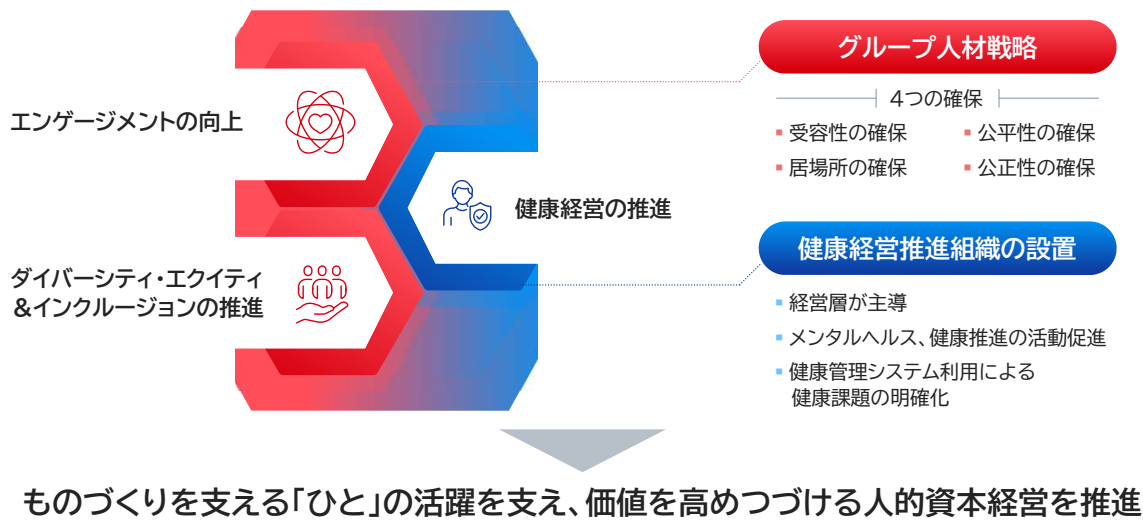 エンゲージメントの向上
ダイバーシティ・エクイティ
&インクルージョンの推進
健康経営の推進
グループ人材戦略
4つの確保
▪ 受容性の確保
▪ 公平性の確保
▪ 居場所の確保
▪ 公正性の確保
健康経営推進組織の設置
▪ 経営層が主導
▪ メンタルヘルス、健康推進の活動促進
▪ 健康管理システム利用による
健康課題の明確化
ものづくりを支える「ひと」の活躍を支え、価値を高めつづける人的資本経営を推進